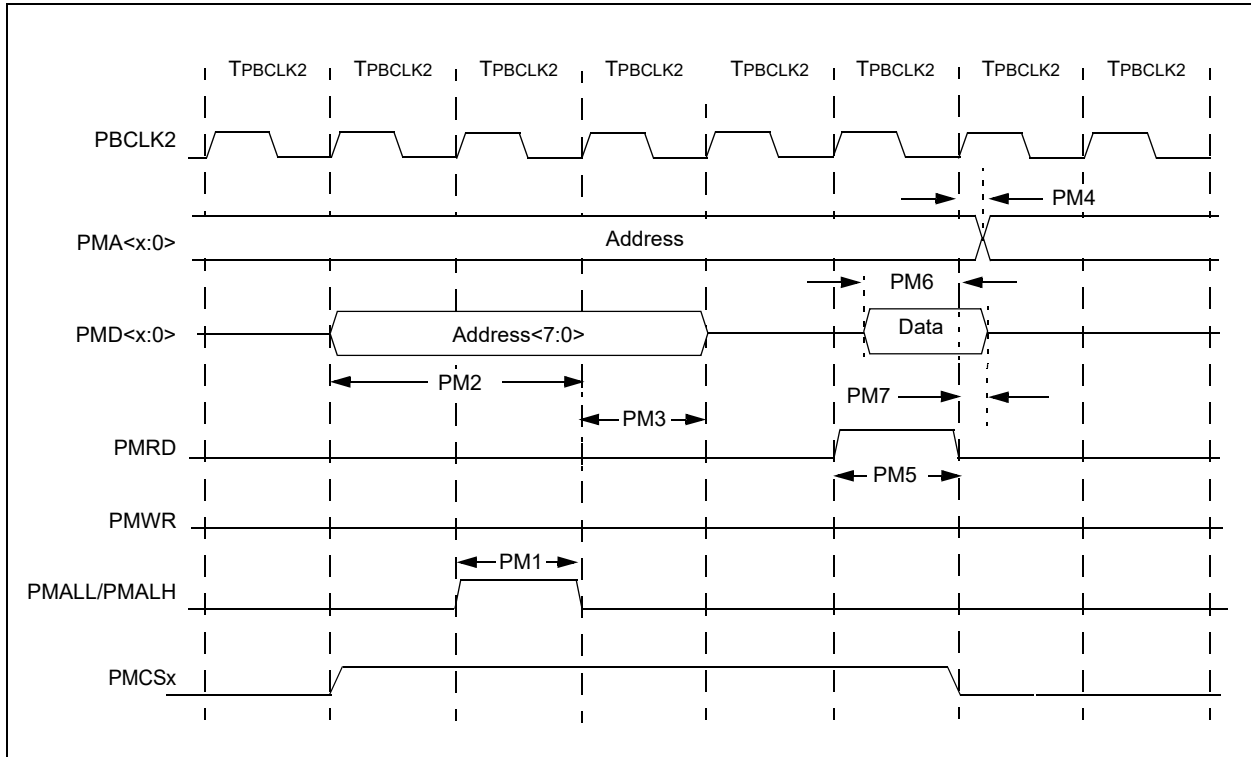 TPBCLK2 TPBCLK2 TPBCLK2 TPBCLK2 TPBCLK2 TPBCLK2 TPBCLK2 TPBCLK2
PBCLK2
PM4
PMA<x:0> Address
PM6
PMD<x:0> Address<7:0> Data
PM2
PM7
PM3
PMRD
PM5
PMWR
PM1
PMALL/PMALH
PMCSx